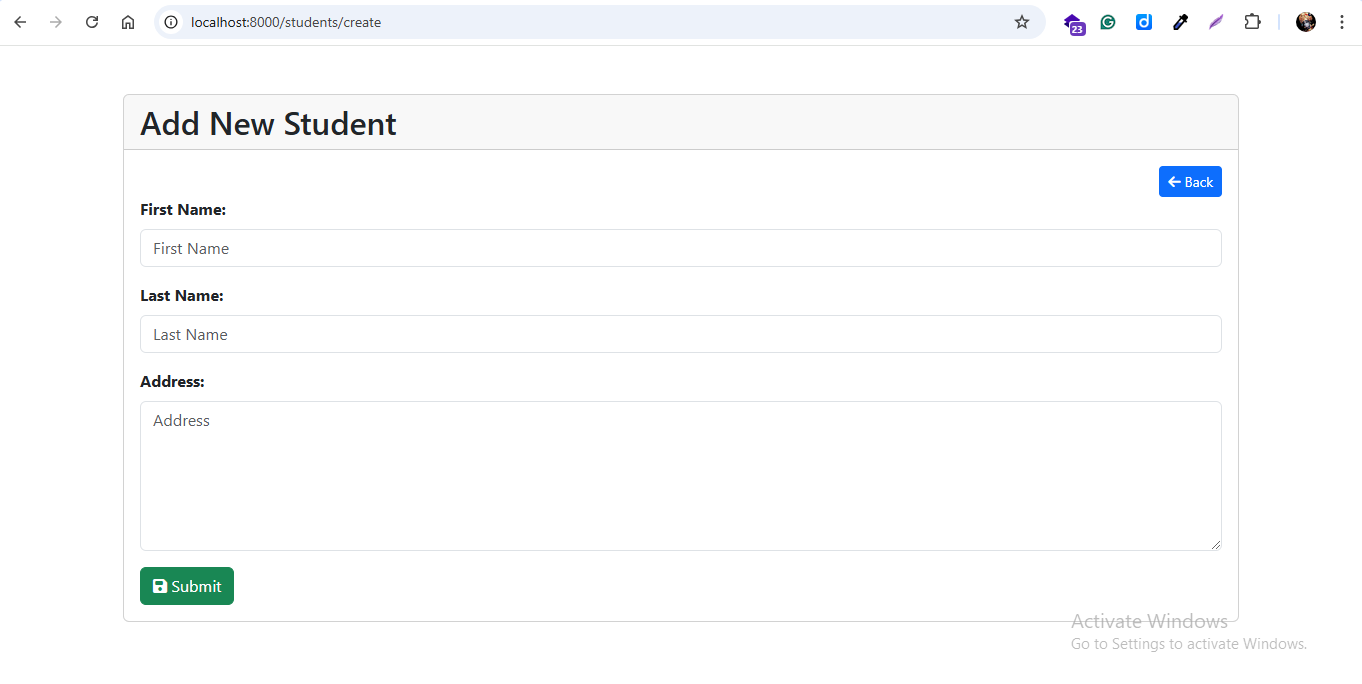 localhost:8000/students/create
23
Add New Student
Back
First Name:
First Name
Last Name:
Last Name
Address:
Address
Submit
Activate Windows
Go to Settings to activate Windows.